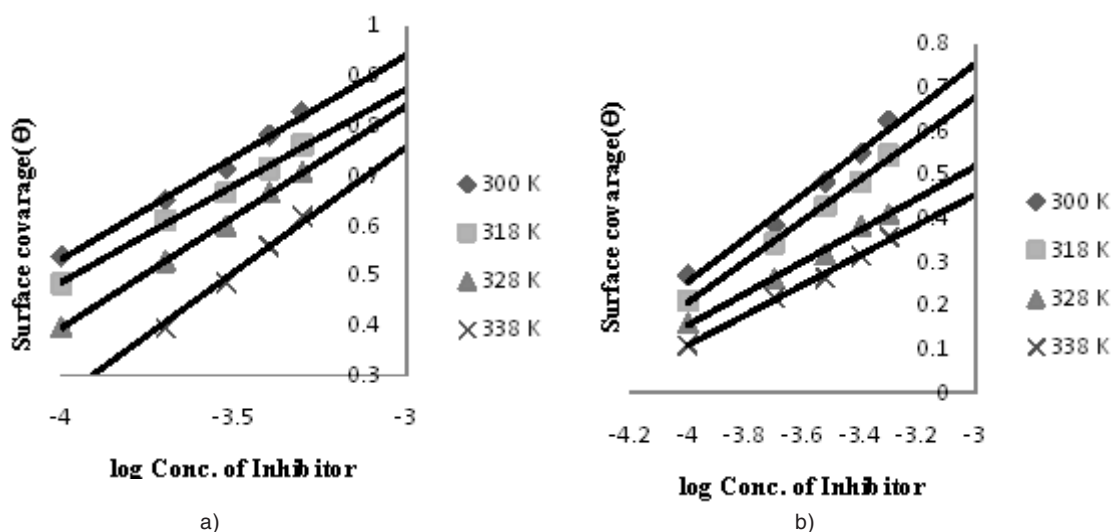 Surface covarage(Θ)
1
0.9
0.8
0.7
0.6
0.5
0.4
0.3
-4
-3.5
-3
log Conc. of Inhibitor
300 K
318 K
328 K
338 K
a)
Surface covarage(Θ)
0.8
0.7
0.6
0.5
0.4
0.3
0.2
0.1
0
-4.2
-4
-3.8
-3.6
-3.4
-3.2
-3
log Conc. of Inhibitor
300 K
318 K
328 K
338 K
b)